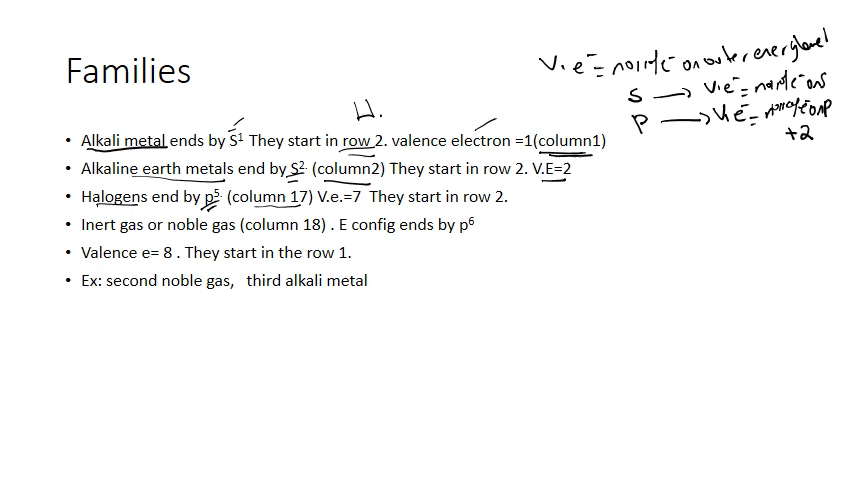 Families
V. e⁻ = no of e⁻ on outer energy level
S → V.e⁻ = no of e⁻ on S
P → V.e⁻ = no of e⁻ on P
+2
• Alkali metal ends by S¹ They start in row 2. valence electron =1(column1)
• Alkaline earth metals end by S². (column2) They start in row 2. V.E=2
• Halogens end by p⁵. (column 17) V.e.=7  They start in row 2.
• Inert gas or noble gas (column 18) . E config ends by p⁶
• Valence e= 8 . They start in the row 1.
• Ex: second noble gas,   third alkali metal